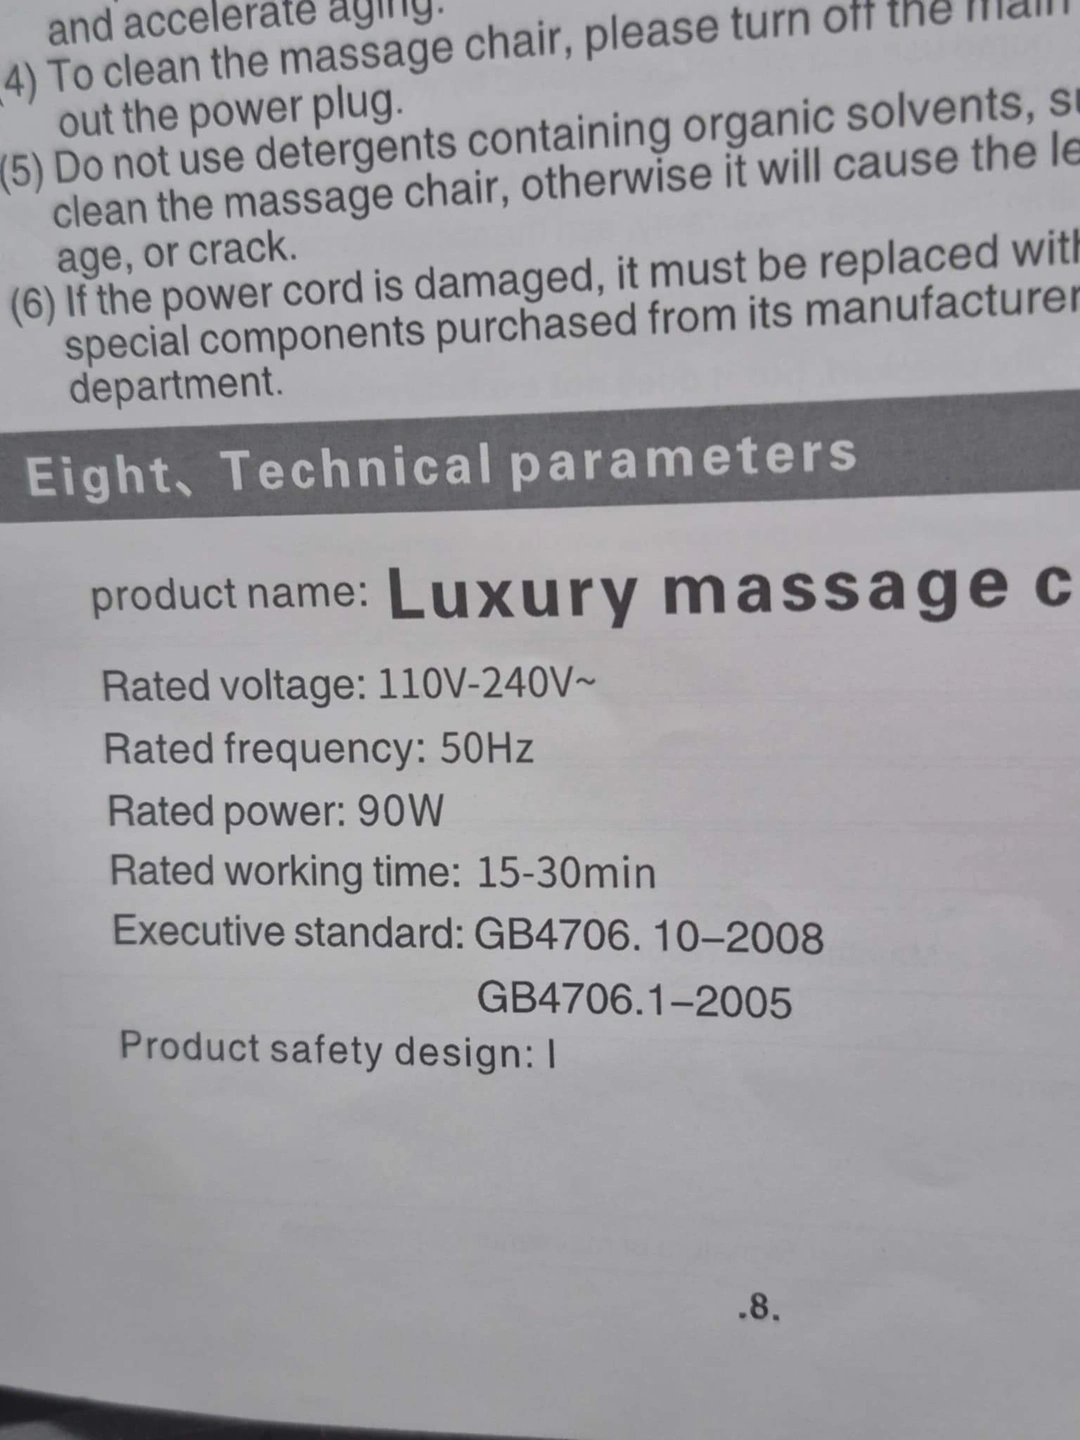 and accelerate aging.
4) To clean the massage chair, please turn off the main
out the power plug.
(5) Do not use detergents containing organic solvents,
clean the massage chair, otherwise it will cause the
age, or crack.
(6) If the power cord is damaged, it must be replaced with
special components purchased from its manufacturer
department.
Eight、Technical parameters
product name: Luxury massage c
Rated voltage: 110V-240V~
Rated frequency: 50Hz
Rated power: 90W
Rated working time: 15-30min
Executive standard: GB4706. 10–2008
GB4706.1–2005
Product safety design: I
.8.